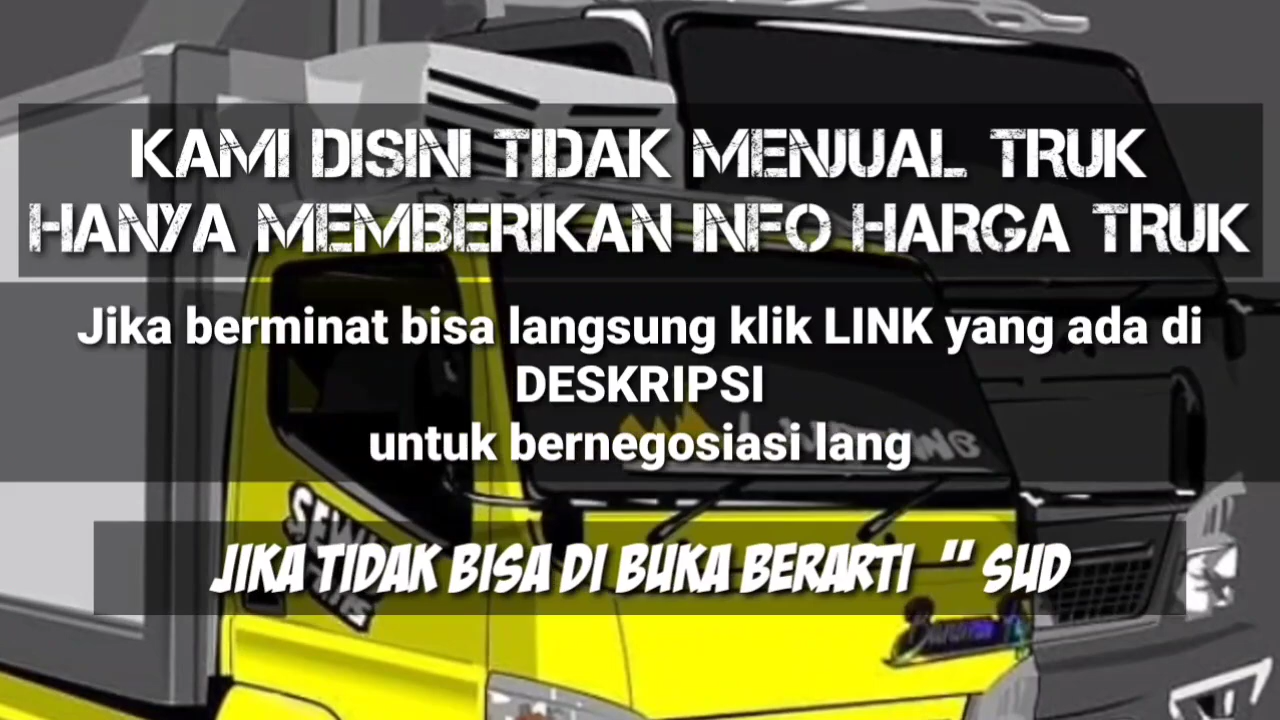 KAMI DISINI TIDAK MENJUAL TRUK
HANYA MEMBERIKAN INFO HARGA TRUK
Jika berminat bisa langsung klik LINK yang ada di
DESKRIPSI
untuk bernegosiasi lang
JIKA TIDAK BISA DI BUKA BERARTI " SUD